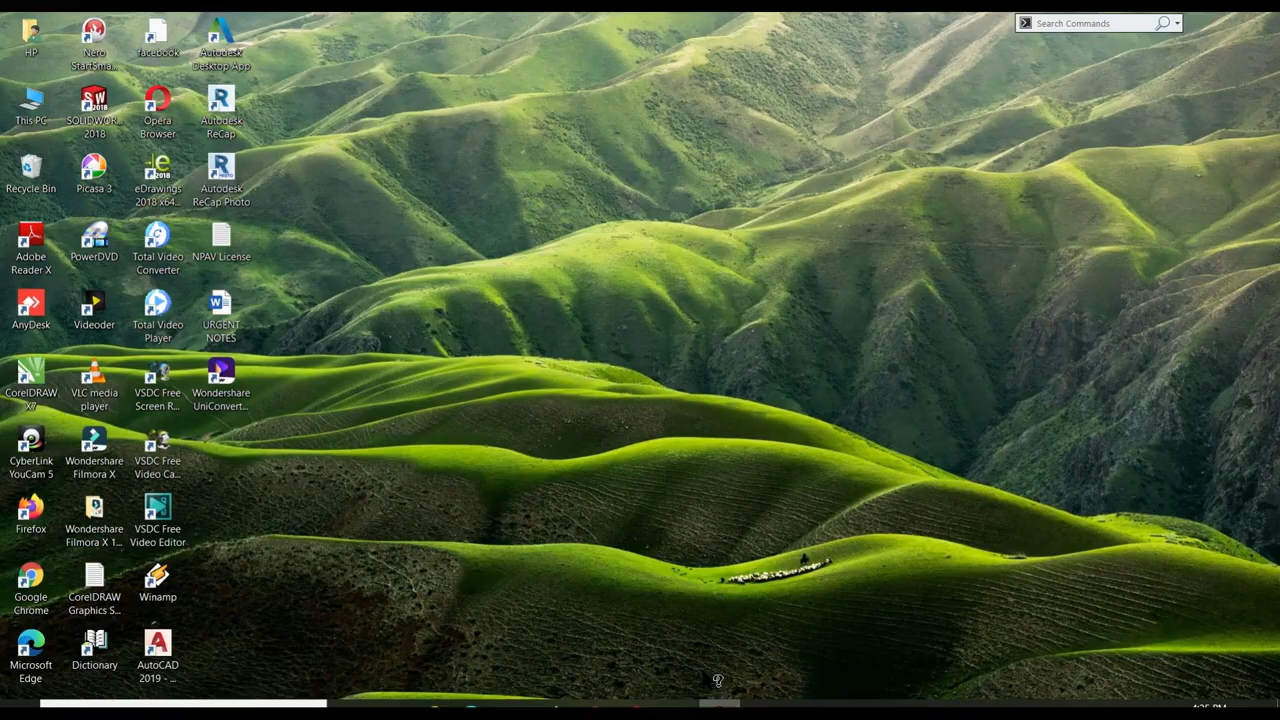 Search Commands
HP
Nero
StartSma...
facebook
Autodesk
Desktop App
This PC
SOLIDWOR...
2018
Opera
Browser
Autodesk
ReCap
Recycle Bin
Picasa 3
eDrawings
2018 x64...
Autodesk
ReCap Photo
Adobe
Reader X
PowerDVD
Total Video
Converter
NPAV License
AnyDesk
Videoder
Total Video
Player
URGENT
NOTES
CorelDRAW
X7
VLC media
player
VSDC Free
Screen R...
Wondershare
UniConvert...
CyberLink
YouCam 5
Wondershare
Filmora X
VSDC Free
Video Ca...
Firefox
Wondershare
Filmora X 1...
VSDC Free
Video Editor
Google
Chrome
CorelDRAW
Graphics S...
Winamp
Microsoft
Edge
Dictionary
AutoCAD
2019 - ...